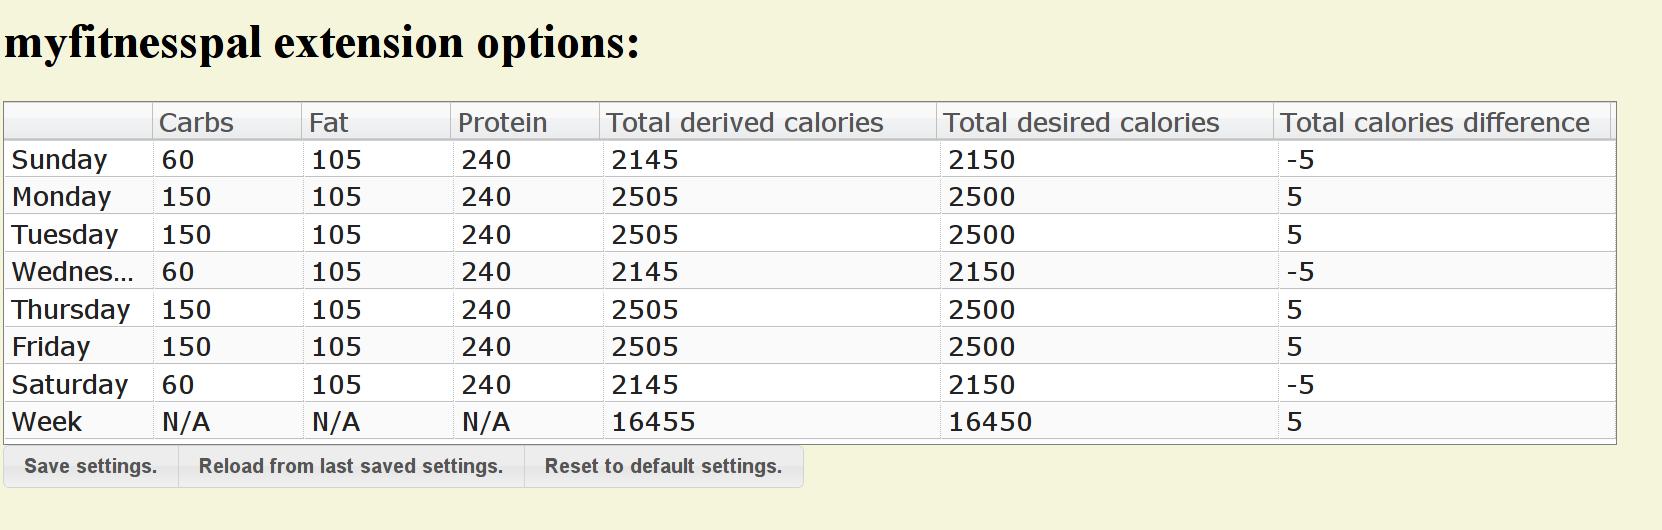 myfitnesspal extension options:
Carbs Fat Protein Total derived calories Total desired calories Total calories difference
Sunday 60 105 240 2145 2150 -5
Monday 150 105 240 2505 2500 5
Tuesday 150 105 240 2505 2500 5
Wednes... 60 105 240 2145 2150 -5
Thursday 150 105 240 2505 2500 5
Friday 150 105 240 2505 2500 5
Saturday 60 105 240 2145 2150 -5
Week N/A N/A N/A 16455 16450 5
Save settings. Reload from last saved settings. Reset to default settings.